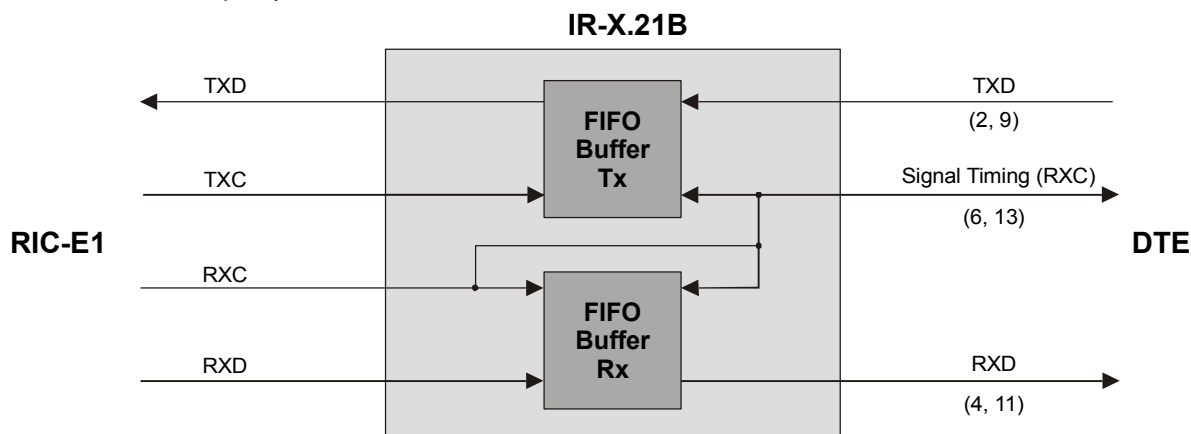 IR-X.21B
TXD
TXD
(2, 9)
FIFO
Buffer
Tx
TXC
Signal Timing (RXC)
(6, 13)
RIC-E1
DTE
RXC
FIFO
Buffer
Rx
RXD
RXD
(4, 11)